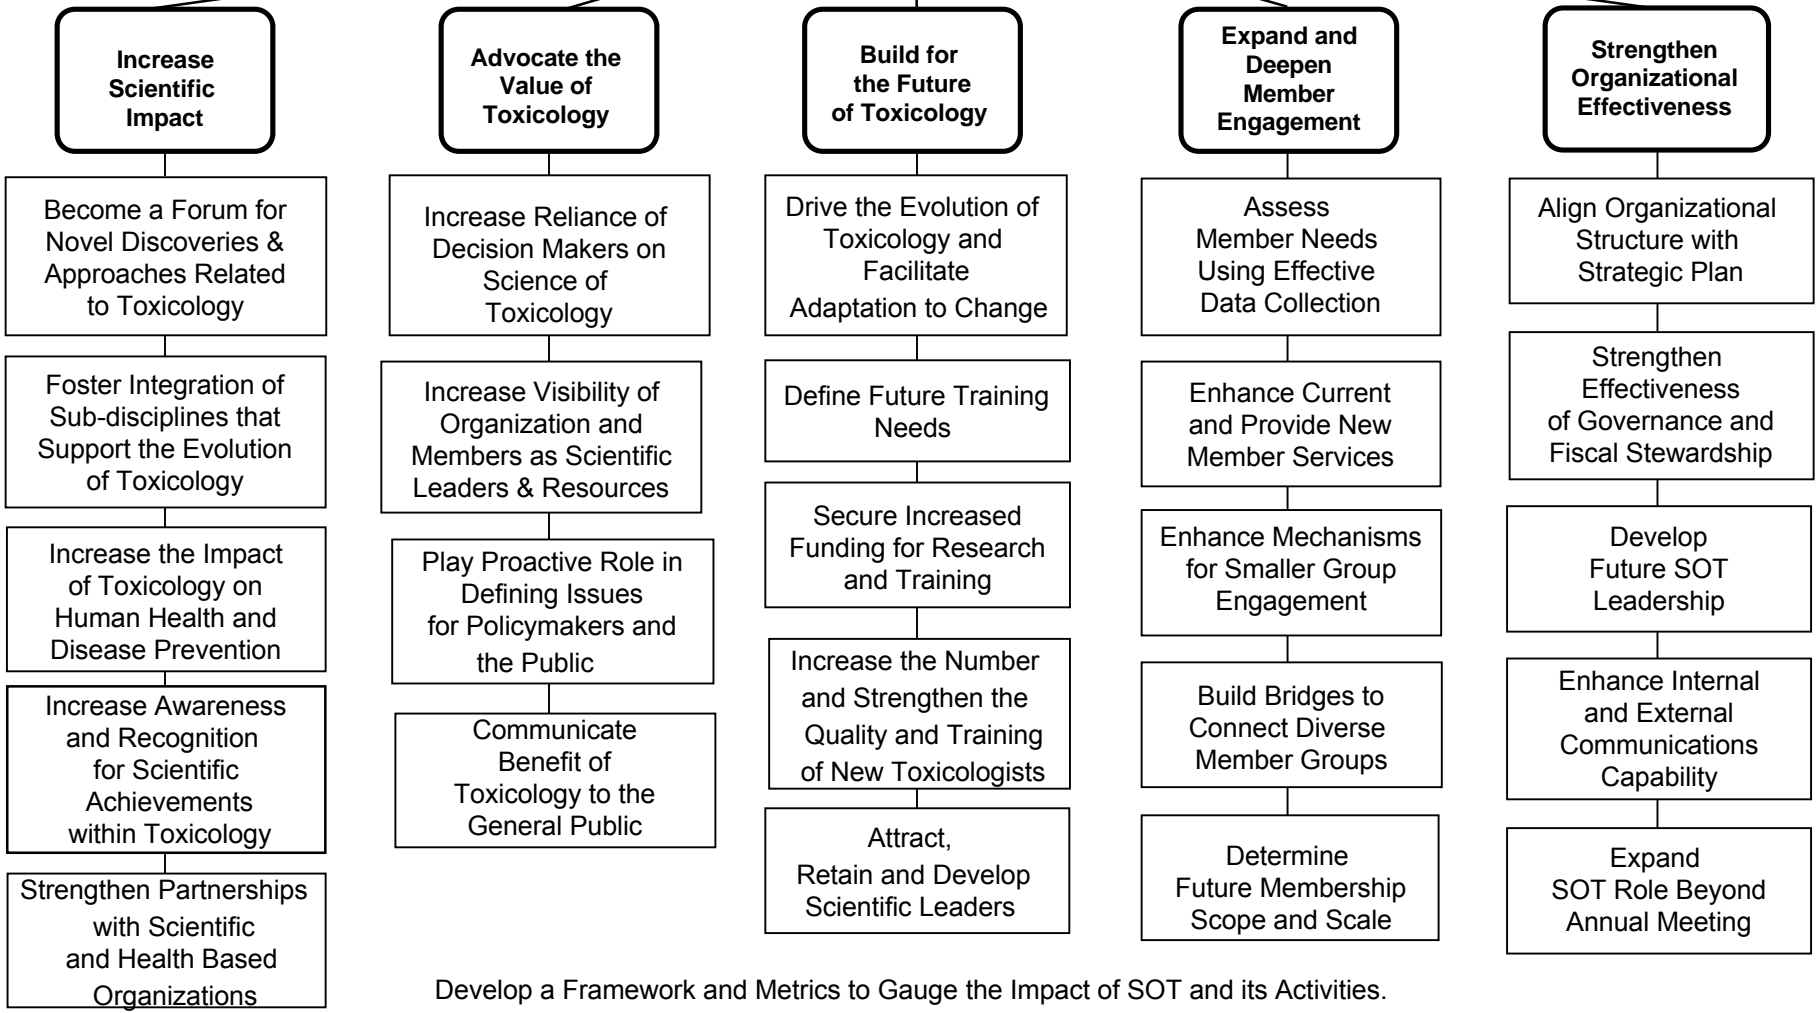 Increase
Scientific
Impact
Become a Forum for
Novel Discoveries &
Approaches Related
to Toxicology
Foster Integration of
Sub-disciplines that
Support the Evolution
of Toxicology
Increase the Impact
of Toxicology on
Human Health and
Disease Prevention
Increase Awareness
and Recognition
for Scientific
Achievements
within Toxicology
Strengthen Partnerships
with Scientific
and Health Based
Organizations
Advocate the
Value of
Toxicology
Increase Reliance of
Decision Makers on
Science of
Toxicology
Increase Visibility of
Organization and
Members as Scientific
Leaders & Resources
Play Proactive Role in
Defining Issues
for Policymakers and
the Public
Communicate
Benefit of
Toxicology to the
General Public
Build for
the Future
of Toxicology
Drive the Evolution of
Toxicology and
Facilitate
Adaptation to Change
Define Future Training
Needs
Secure Increased
Funding for Research
and Training
Increase the Number
and Strengthen the
Quality and Training
of New Toxicologists
Attract,
Retain and Develop
Scientific Leaders
Expand and
Deepen
Member
Engagement
Assess
Member Needs
Using Effective
Data Collection
Enhance Current
and Provide New
Member Services
Enhance Mechanisms
for Smaller Group
Engagement
Build Bridges to
Connect Diverse
Member Groups
Determine
Future Membership
Scope and Scale
Strengthen
Organizational
Effectiveness
Align Organizational
Structure with
Strategic Plan
Strengthen
Effectiveness
of Governance and
Fiscal Stewardship
Develop
Future SOT
Leadership
Enhance Internal
and External
Communications
Capability
Expand
SOT Role Beyond
Annual Meeting
Develop a Framework and Metrics to Gauge the Impact of SOT and its Activities.